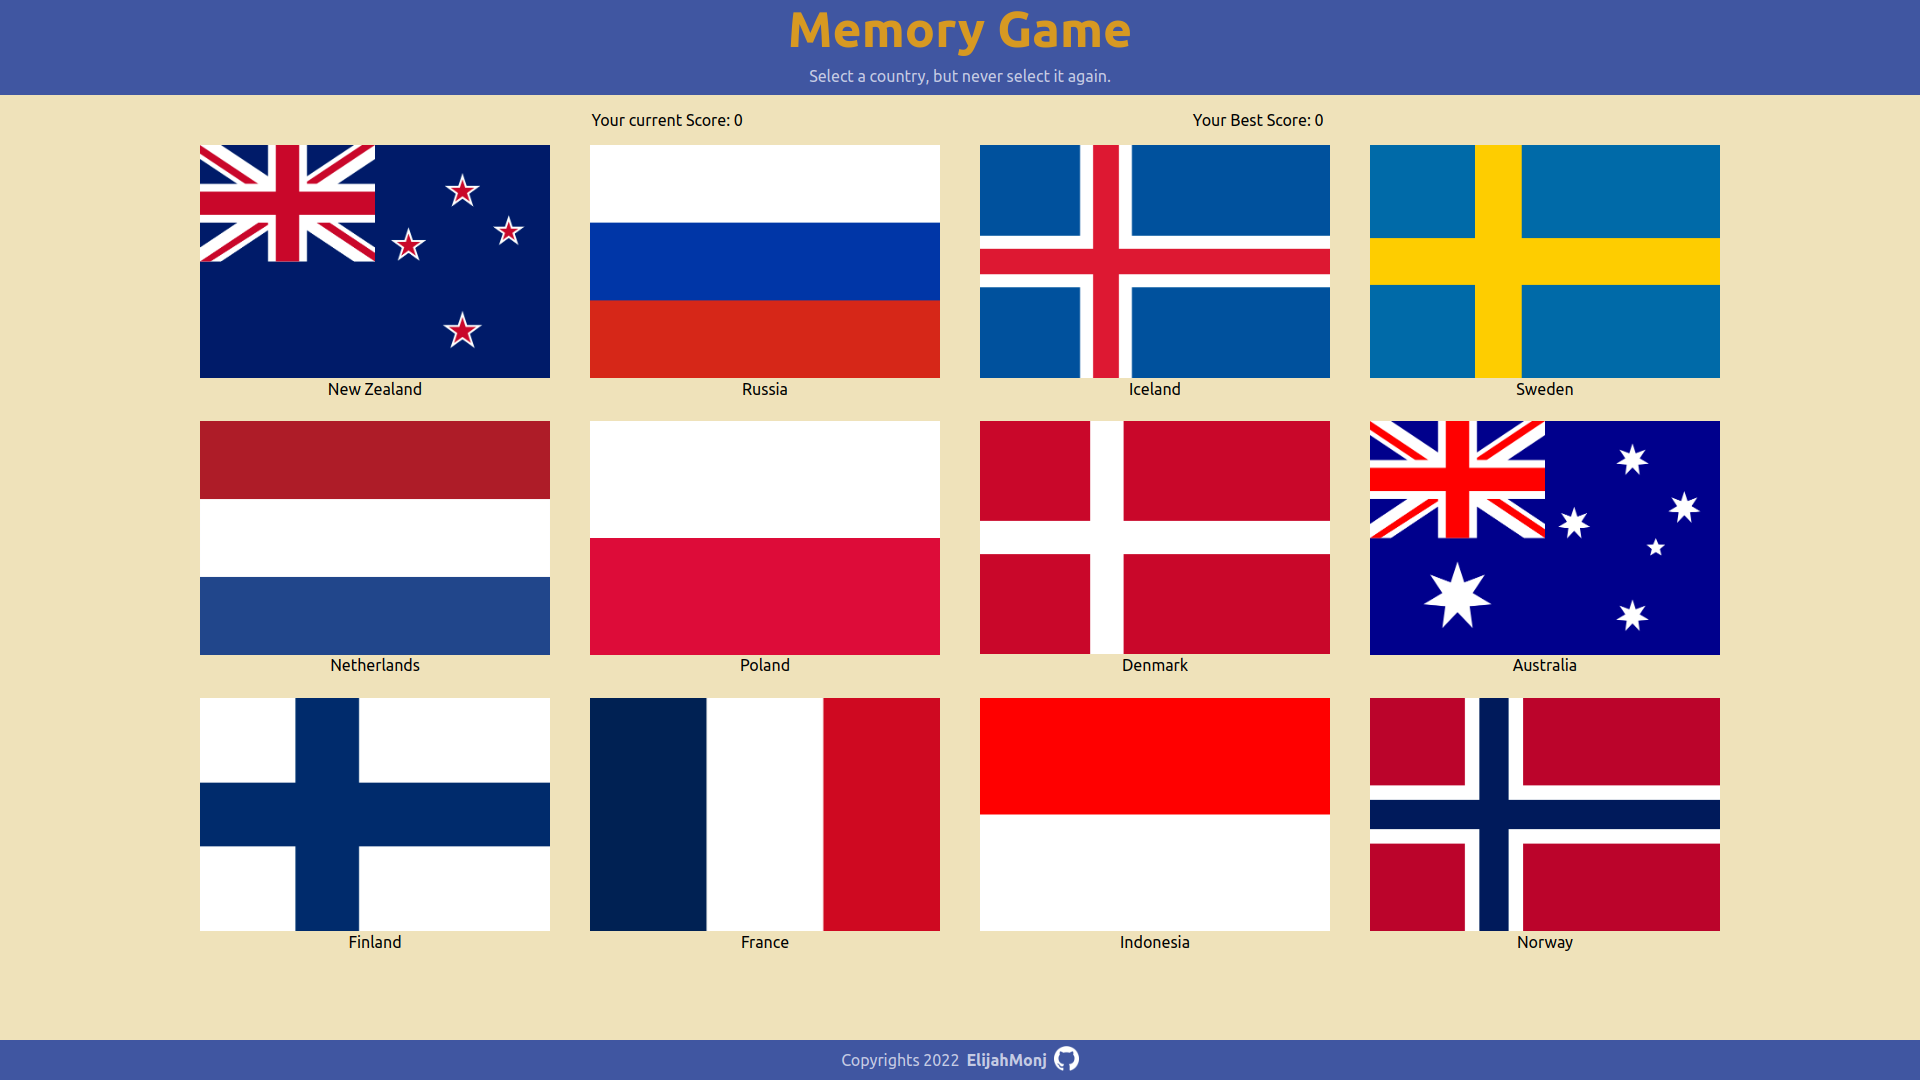 Memory Game
Select a country, but never select it again.
Your current Score: 0
Your Best Score: 0
New Zealand
Russia
Iceland
Sweden
Netherlands
Poland
Denmark
Australia
Finland
France
Indonesia
Norway
Copyrights 2022 ElijahMonj